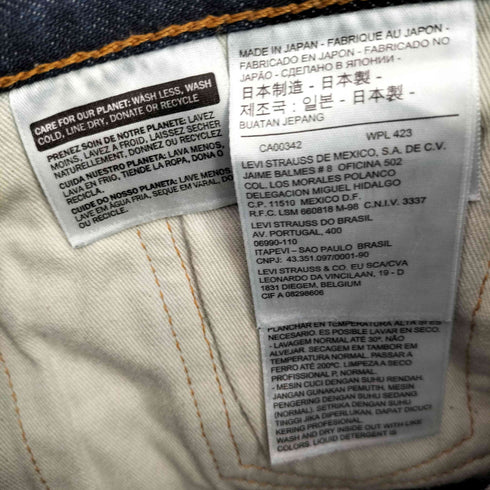 CARE FOR OUR PLANET: WASH LESS, WASH
COLD, LINE DRY, DONATE OR RECYCLE
PRENEZ SOIN DE NOTRE PLANETE: LAVEZ
MOINS, LAVEZ A FROID, LAISSEZ SECHER
NATURELLEMENT, DONNEZ OU RECYCLEZ
CUIDA NUESTRO PLANETA: LAVA MENOS,
LAVA EN FRIO, TIENDE LA ROPA, DONA O
RECICLA.
CUIDE DO NOSSO PLANETA: LAVE MENOS,
LAVE EM ÁGUA FRIA, SEQUE EM VARAL, DO
MADE IN JAPAN - FABRIQUE AU JAPON -
FABRICADO EN JAPON - FABRICADO NO
JAPÃO - СДЕЛАНО В ЯПОНИИ -
日本制造 - 日本製 -
제조국 : 일본 - 日本製 -
BUATAN JEPANG
CA00342 WPL 423
LEVI STRAUSS DE MEXICO, S.A. DE C.V.
JAIME BALMES # 8 OFICINA 502
COL. LOS MORALES POLANCO
DELEGACION MIGUEL HIDALGO
C.P. 11510 MEXICO D.F.
R.F.C. LSM 660818 M-98 C.N.I.V. 3337
LEVI STRAUSS DO BRASIL
AV. PORTUGAL, 400
06990-110
ITAPEVI – SAO PAULO BRASIL
CNPJ: 43.351.097/0001-90
LEVI STRAUSS & CO. EU SCA/CVA
LEONARDO DA VINCILAAN, 19 - D
1831 DIEGEM, BELGIUM
CIF A 08298606
PLANCHAR EN TEMPERATURA ALTA SI ES
NECESARIO. ES POSIBLE LAVAR EN SECO.
- LAVAGEM NORMAL ATÉ 30°. NÃO
ALVEJAR. SECAGEM EM TAMBOR EM
TEMPERATURA NORMAL. PASSAR A
FERRO ATÉ 200ºC. LIMPEZA A SECO
PROFISSIONAL P, NORMAL.
MESIN CUCI DENGAN SUHU RENDAH.
JANGAN GUNAKAN PEMUTIH. MESIN
PENGERING DENGAN SUHU SEDANG
(NORMAL). SETRIKA DENGAN SUHU
TINGGI JIKA DIPERLUKAN. DAPAT DICUCI
KERING
WASH AND DRY INSIDE OUT WITH LIKE
COLORS. LIQUID DETERGENT IS